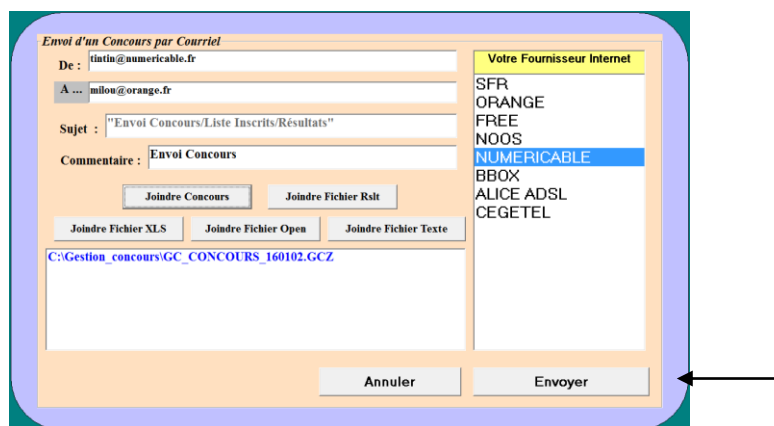 Envoi d'un Concours par Courriel
De : tintin@numericable.fr
A ... milou@orange.fr
Sujet : "Envoi Concours/Liste Inscrits/Résultats"
Commentaire : Envoi Concours
Joindre Concours Joindre Fichier Rslt
Joindre Fichier XLS Joindre Fichier Open Joindre Fichier Texte
C:\Gestion_concours\GC_CONCOURS_160102.GCZ
Votre Fournisseur Internet
SFR
ORANGE
FREE
NOOS
NUMERICABLE
BBOX
ALICE ADSL
CEGETEL
Annuler Envoyer